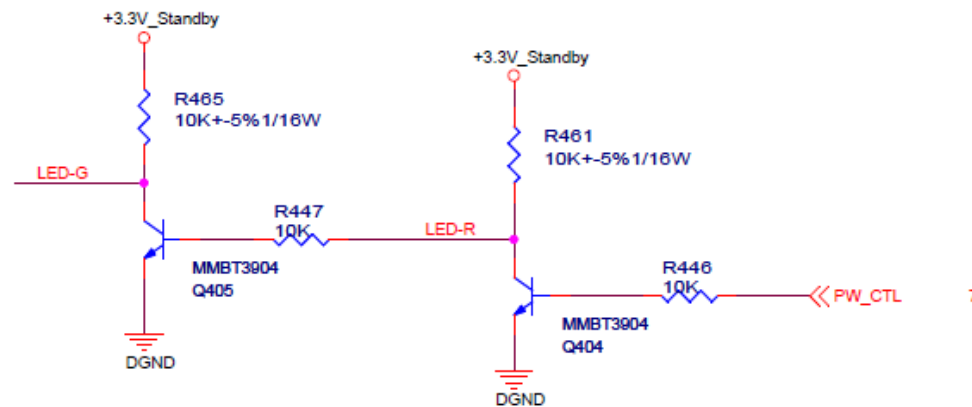 +3.3V_Standby
R465
10K+-5%1/16W
LED-G
R447
10K
MMBT3904
Q405
DGND
+3.3V_Standby
R461
10K+-5%1/16W
LED-R
R446
10K
PW_CTL
MMBT3904
Q404
DGND